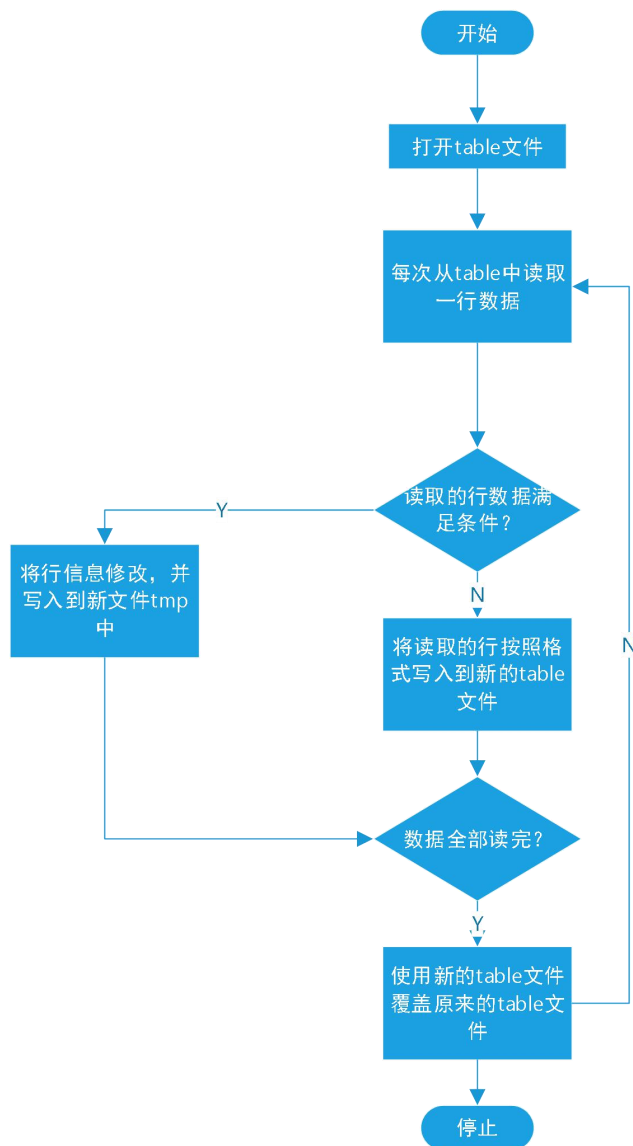 开始
打开table文件
每次从table中读取
一行数据
读取的行数据满
足条件？
Y
将行信息修改，并
写入到新文件tmp
中
N
将读取的行按照格
式写入到新的table
文件
N
数据全部读完？
Y
使用新的table文件
覆盖原来的table文
件
停止